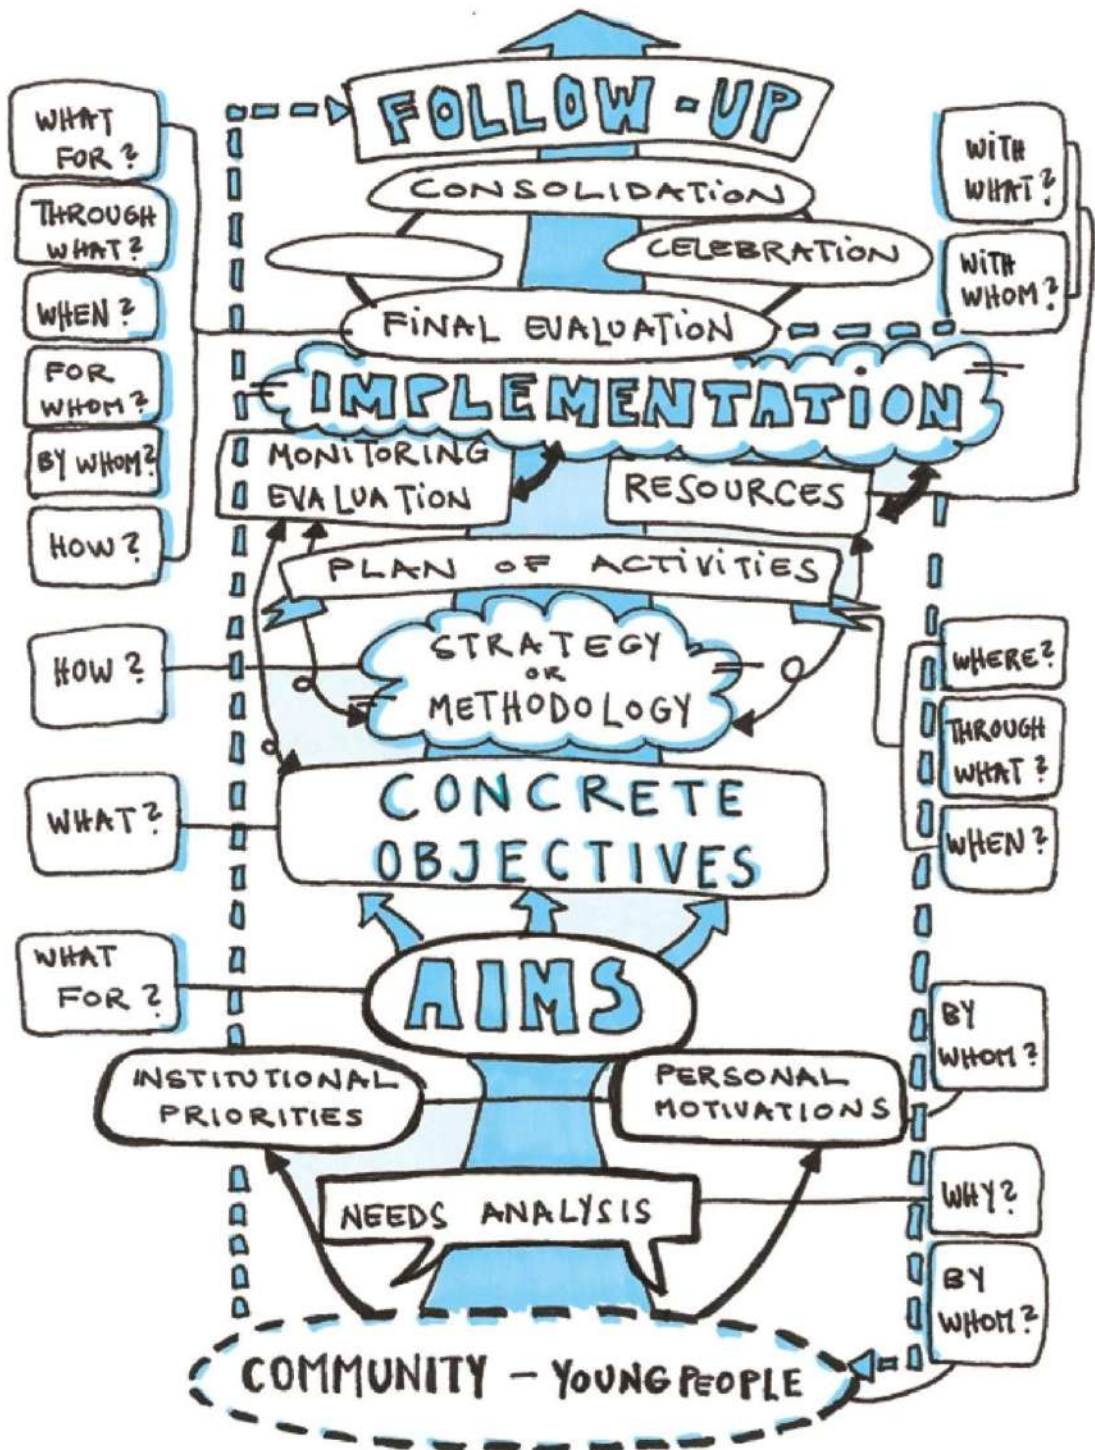 FOLLOW-UP
WHAT
FOR?
WITH
WHAT?
CONSOLIDATION
THROUGH
WHAT?
CELEBRATION
WITH
WHOM?
WHEN?
FINAL EVALUATION
FOR
WHOM?
IMPLEMENTATION
BY WHOM?
MONITORING
EVALUATION
RESOURCES
HOW?
PLAN OF ACTIVITIES
HOW?
STRATEGY
OR
METHODOLOGY
WHERE?
THROUGH
WHAT?
WHAT?
CONCRETE
OBJECTIVES
WHEN?
WHAT
FOR?
AIMS
BY
WHOM?
INSTITUTIONAL
PRIORITIES
PERSONAL
MOTIVATIONS
NEEDS ANALYSIS
WHY?
BY
WHOM?
COMMUNITY - YOUNG PEOPLE